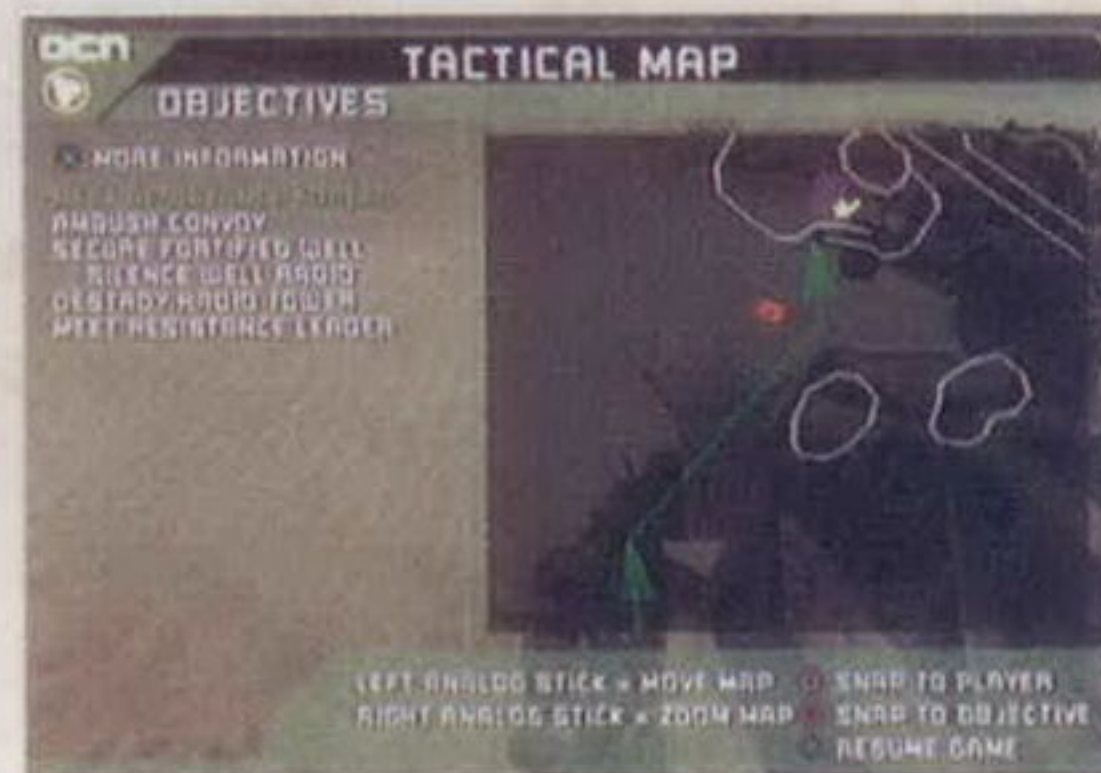 TACTICAL MAP
OBJECTIVES
MORE INFORMATION
AMBUSH CONVOY
SECURE FORTIFIED WELL
SILENCE WELL RADIO
DESTROY RADIO TOWER
MEET RESISTANCE LEADER
LEFT ANALOG STICK = MOVE MAP
RIGHT ANALOG STICK = ZOOM MAP
SNAP TO PLAYER
SNAP TO OBJECTIVE
RESUME GAME